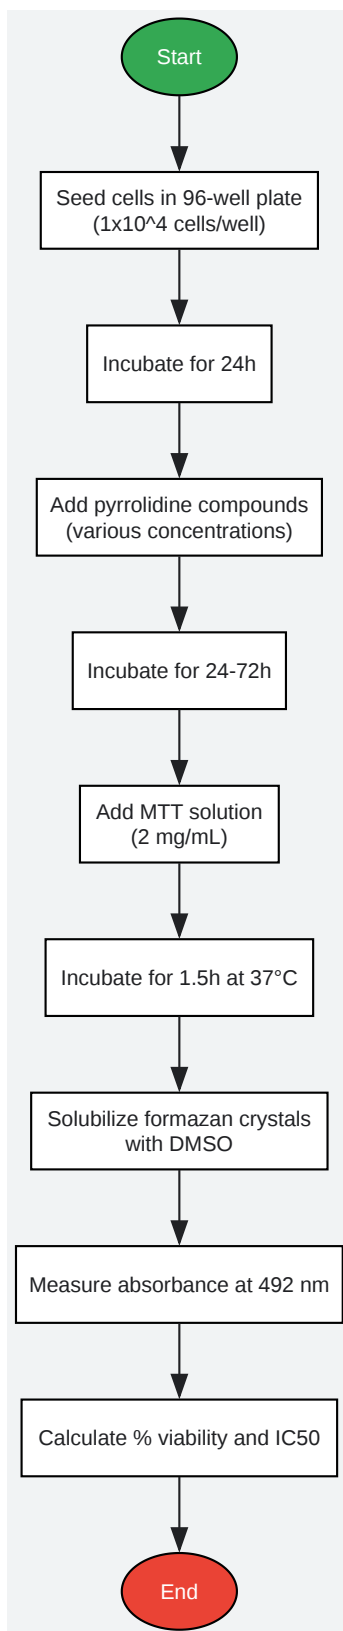 Start
Seed cells in 96-well plate
(1x10^4 cells/well)
Incubate for 24h
Add pyrrolidine compounds
(various concentrations)
Incubate for 24-72h
Add MTT solution
(2 mg/mL)
Incubate for 1.5h at 37°C
Solubilize formazan crystals
with DMSO
Measure absorbance at 492 nm
Calculate % viability and IC50
End